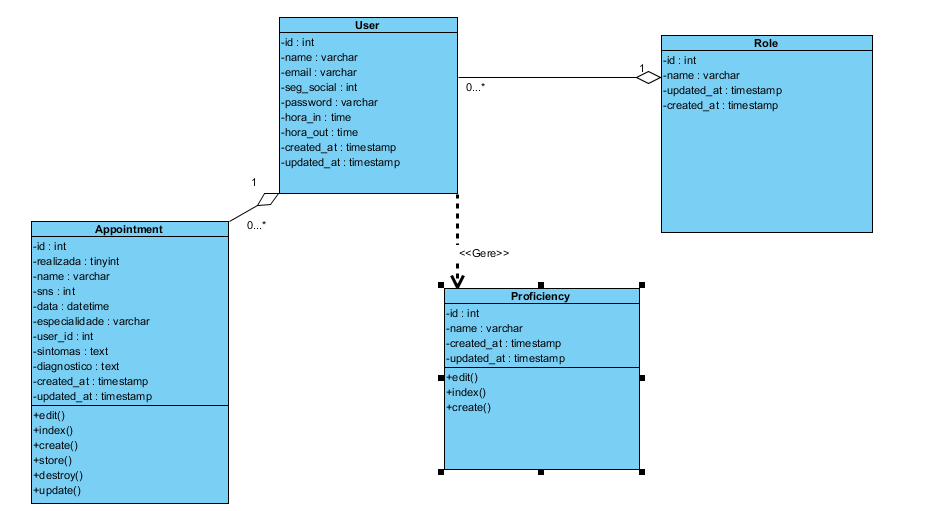 User
-id : int
-name : varchar
-email : varchar
-seg_social : int
-password : varchar
-hora_in : time
-hora_out : time
-created_at : timestamp
-updated_at : timestamp
Role
-id : int
-name : varchar
-updated_at : timestamp
-created_at : timestamp
1
0...*
1
0...*
<<Gere>>
Appointment
-id : int
-realizada : tinyint
-name : varchar
-sns : int
-data : datetime
-especialidade : varchar
-user_id : int
-sintomas : text
-diagnostico : text
-created_at : timestamp
-updated_at : timestamp
+edit()
+index()
+create()
+store()
+destroy()
+update()
Proficiency
-id : int
-name : varchar
-created_at : timestamp
-updated_at : timestamp
+edit()
+index()
+create()